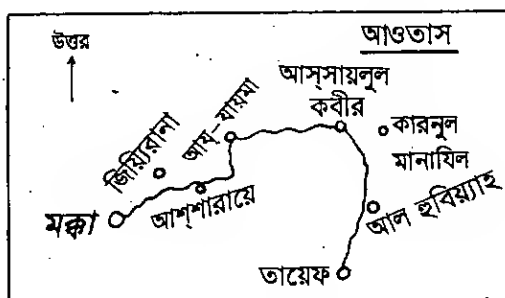 আওতাস
উত্তর
আস্সায়লুল
কবীর
কারনুল
মানাযিল
আয্-যায়মা
জিয়্যিরানা
আশ্শারায়ে
মক্কা
আল হুবিয়্যাহ
তায়েফ